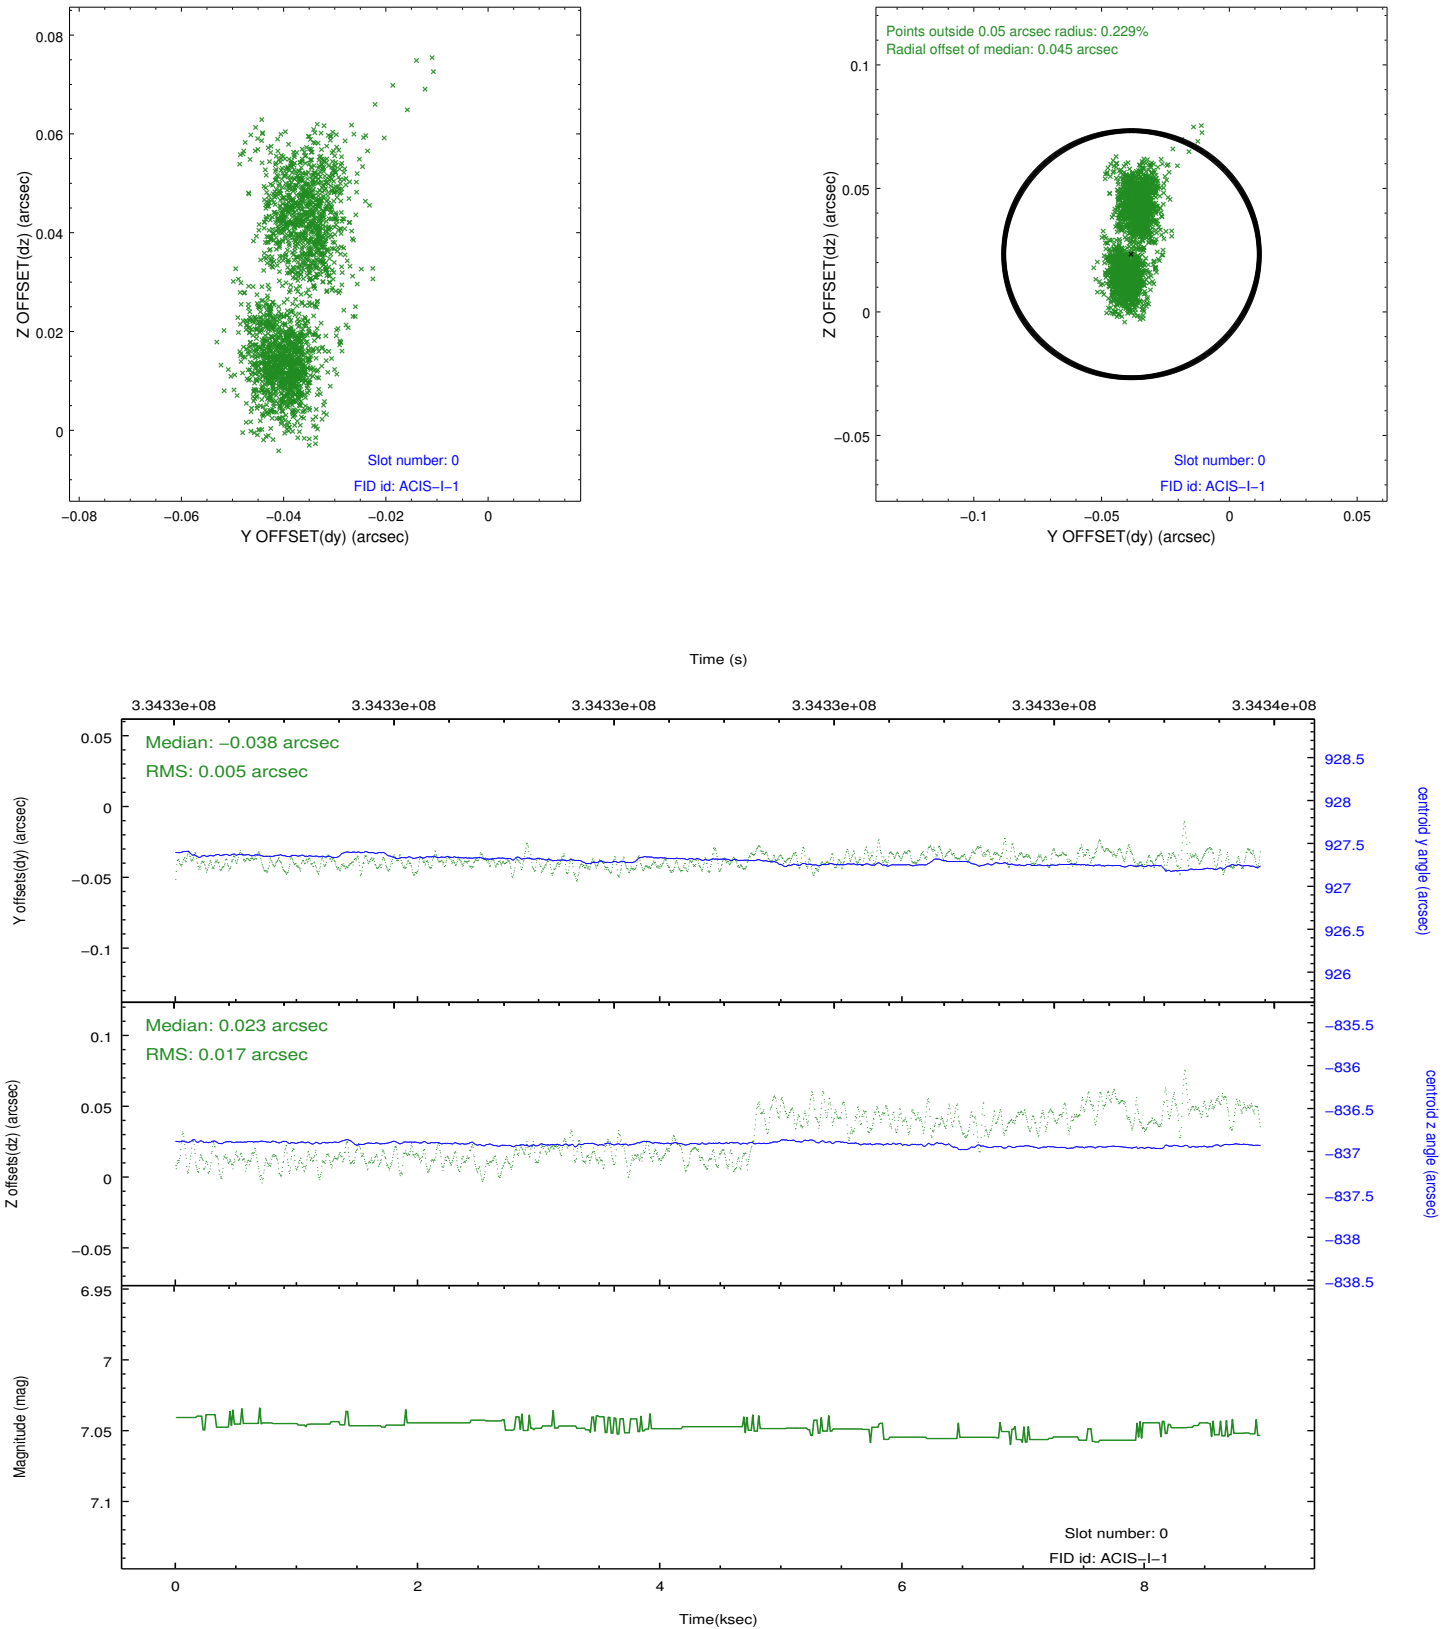 0.08
0.06
0.04
0.02
0
Z OFFSET(dz) (arcsec)
Slot number: 0
FID id: ACIS−I−1
−0.08
−0.06
−0.04
−0.02
0
Y OFFSET(dy) (arcsec)
Points outside 0.05 arcsec radius: 0.229%
Radial offset of median: 0.045 arcsec
0.1
0.05
0
−0.05
Z OFFSET(dz) (arcsec)
Slot number: 0
FID id: ACIS−I−1
−0.1
−0.05
0
0.05
Y OFFSET(dy) (arcsec)
Time (s)
3.3433e+08
3.3433e+08
3.3433e+08
3.3433e+08
3.3433e+08
3.3434e+08
Median: −0.038 arcsec
RMS: 0.005 arcsec
0.05
0
−0.05
−0.1
Y offsets(dy) (arcsec)
928.5
928
927.5
927
926.5
926
centroid y angle (arcsec)
Median: 0.023 arcsec
RMS: 0.017 arcsec
0.1
0.05
0
−0.05
Z offsets(dz) (arcsec)
−835.5
−836
−836.5
−837
−837.5
−838
−838.5
centroid z angle (arcsec)
6.95
7
7.05
7.1
Magnitude (mag)
Slot number: 0
FID id: ACIS−I−1
0
2
4
6
8
Time(ksec)